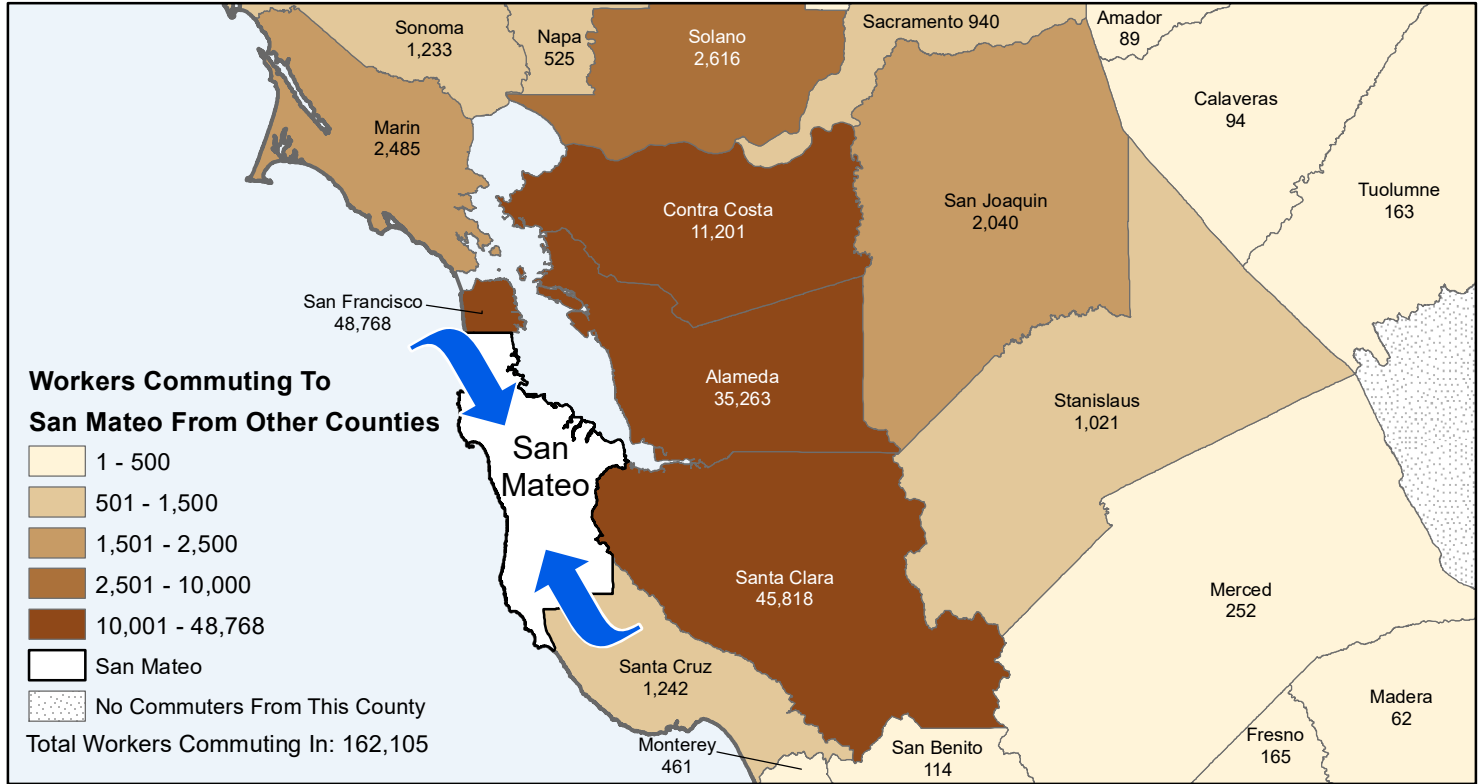 Sonoma
1,233
Napa
525
Solano
2,616
Sacramento 940
Amador
89
Calaveras
94
Tuolumne
163
Marin
2,485
Contra Costa
11,201
San Joaquin
2,040
San Francisco
48,768
Alameda
35,263
Stanislaus
1,021
San
Mateo
Santa Clara
45,818
Merced
252
Santa Cruz
1,242
Madera
62
Fresno
165
Monterey
461
San Benito
114
Workers Commuting To
San Mateo From Other Counties
1 - 500
501 - 1,500
1,501 - 2,500
2,501 - 10,000
10,001 - 48,768
San Mateo
No Commuters From This County
Total Workers Commuting In: 162,105